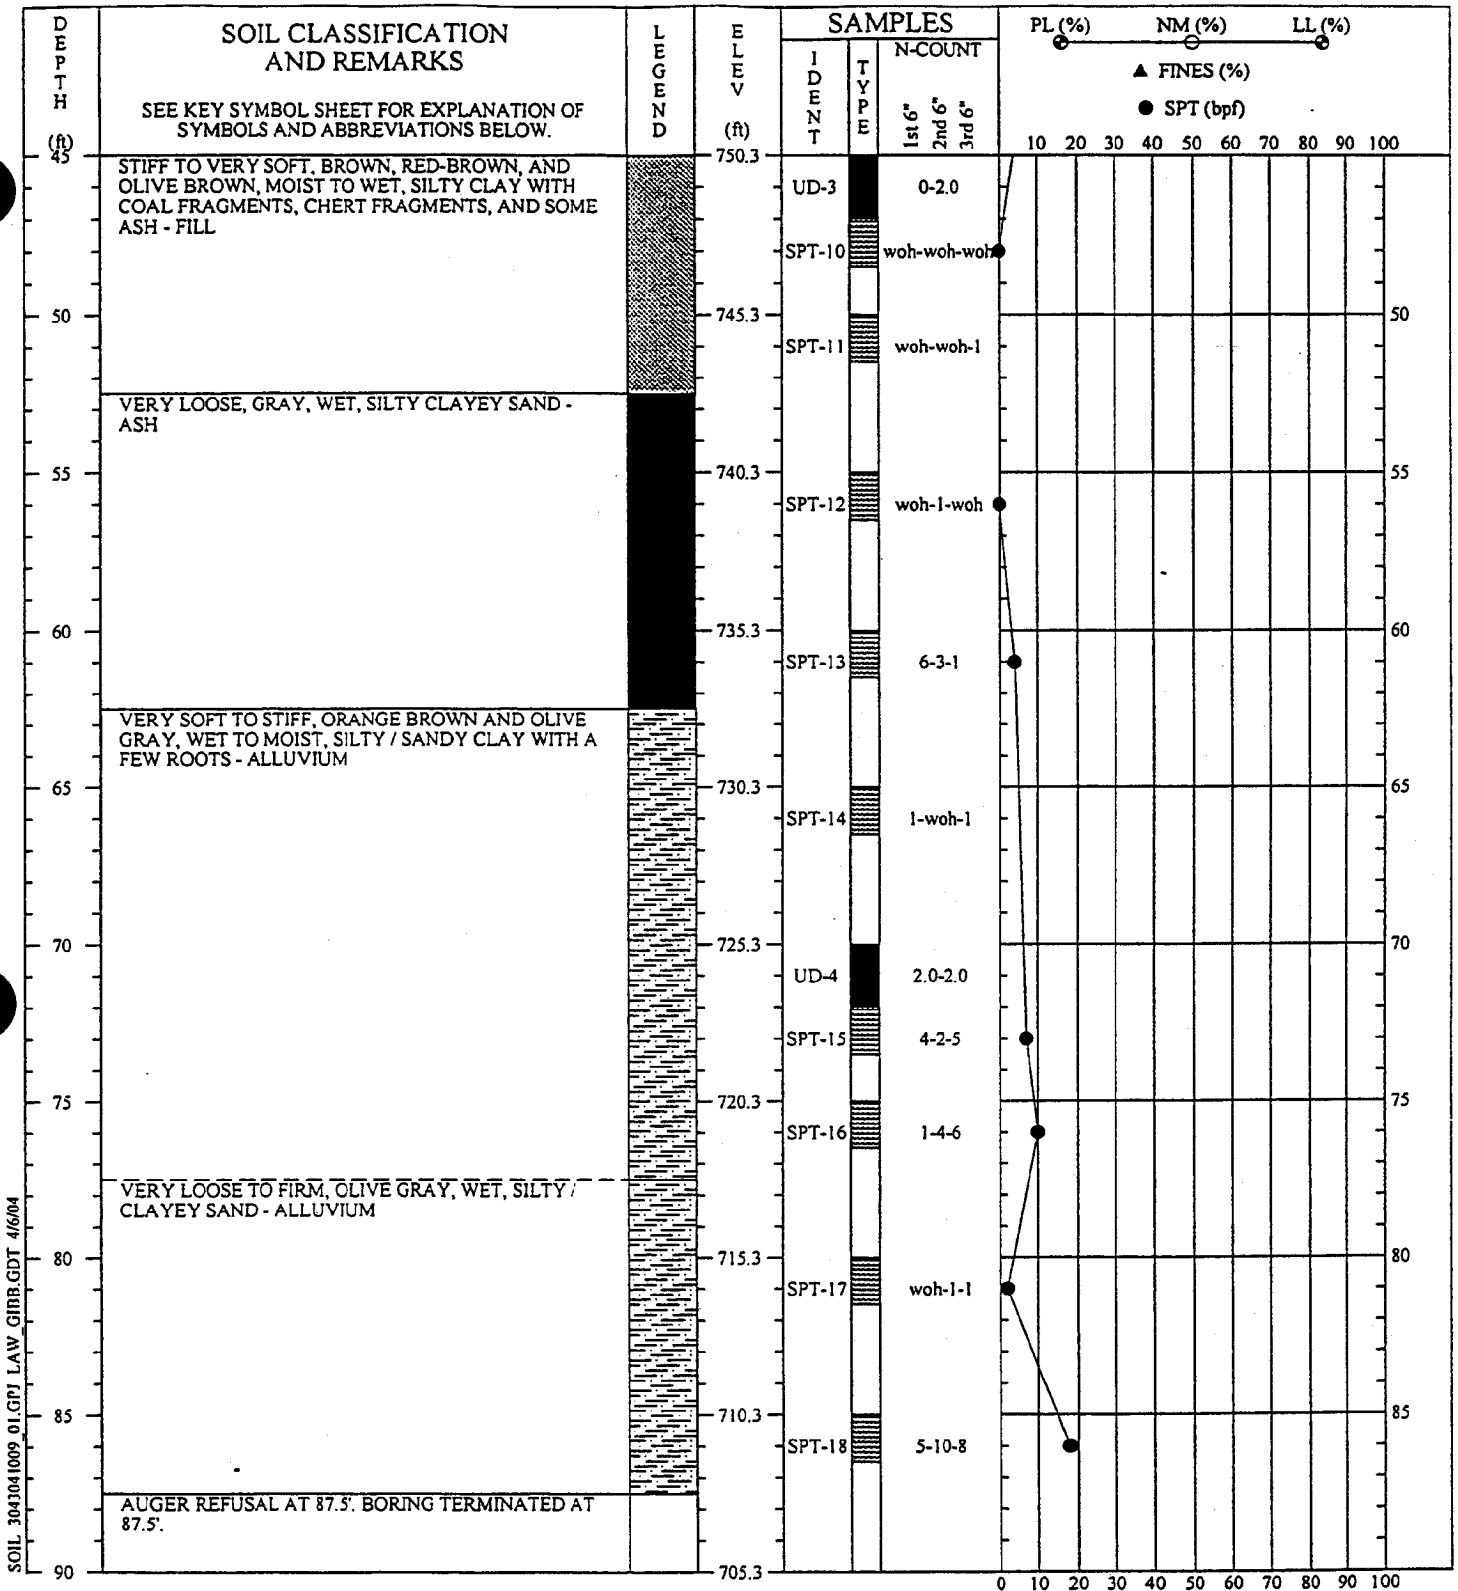 DEPTH (ft)
SOIL CLASSIFICATION
AND REMARKS
SEE KEY SYMBOL SHEET FOR EXPLANATION OF
SYMBOLS AND ABBREVIATIONS BELOW.
LEGEND
ELEV (ft)
SAMPLES
IDENT
TYPE
N-COUNT
1st 6"
2nd 6"
3rd 6"
PL (%) NM (%) LL (%)
▲ FINES (%)
● SPT (bpf)
10 20 30 40 50 60 70 80 90 100
45 750.3
STIFF TO VERY SOFT, BROWN, RED-BROWN, AND
OLIVE BROWN, MOIST TO WET, SILTY CLAY WITH
COAL FRAGMENTS, CHERT FRAGMENTS, AND SOME
ASH - FILL
UD-3 0-2.0
SPT-10 woh-woh-woh
50 745.3 50
SPT-11 woh-woh-1
VERY LOOSE, GRAY, WET, SILTY CLAYEY SAND -
ASH
55 740.3 55
SPT-12 woh-1-woh
60 735.3 60
SPT-13 6-3-1
VERY SOFT TO STIFF, ORANGE BROWN AND OLIVE
GRAY, WET TO MOIST, SILTY / SANDY CLAY WITH A
FEW ROOTS - ALLUVIUM
65 730.3 65
SPT-14 1-woh-1
70 725.3 70
UD-4 2.0-2.0
SPT-15 4-2-5
75 720.3 75
SPT-16 1-4-6
VERY LOOSE TO FIRM, OLIVE GRAY, WET, SILTY /
CLAYEY SAND - ALLUVIUM
80 715.3 80
SPT-17 woh-1-1
85 710.3 85
SPT-18 5-10-8
AUGER REFUSAL AT 87.5'. BORING TERMINATED AT
87.5'.
90 705.3
0 10 20 30 40 50 60 70 80 90 100
SOIL 3043041009_01.GPJ LAW_GIBB.GDT 4/6/04